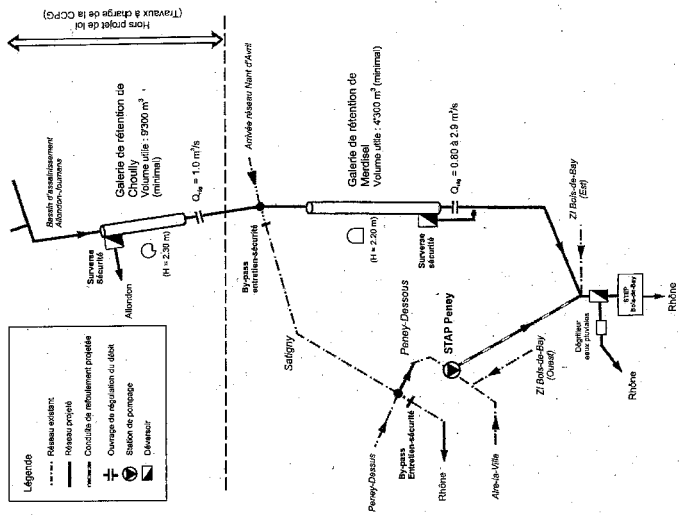 Hors projet de loi
(Travaux à charge de la CCPG)
Bassin d'assainissement
Allondon-Journans
Galerie de rétention de
Choully
Volume utile : 9'300 m³
(minimal)
Surverse
Sécurité
Allondon
(H = 2.30 m)
= 1.0 m³/s
Arrivée réseau Nant d'Avril
By-pass
entretien-sécurité
Galerie de rétention de
Merdisel
Volume utile : 4'300 m³ (minimal)
(H = 2.20 m)
Surverse
sécurité
= 0.80 à 2.9 m³/s
Satigny
Peney-Dessous
Peney-Dessus
By-pass
Entretien-sécurité
Rhône
STAP Peney
Aire-la-Ville
ZI Bois-de-Bay
(Ouest)
ZI Bois-de-Bay
(Est)
Dégrilleur
eaux pluviales
STEP
Bois-de-Bay
Rhône
Rhône
Légende
Réseau existant
Réseau projeté
Conduite de refoulement projetée
Ouvrage de régulation du débit
Station de pompage
Déversoir